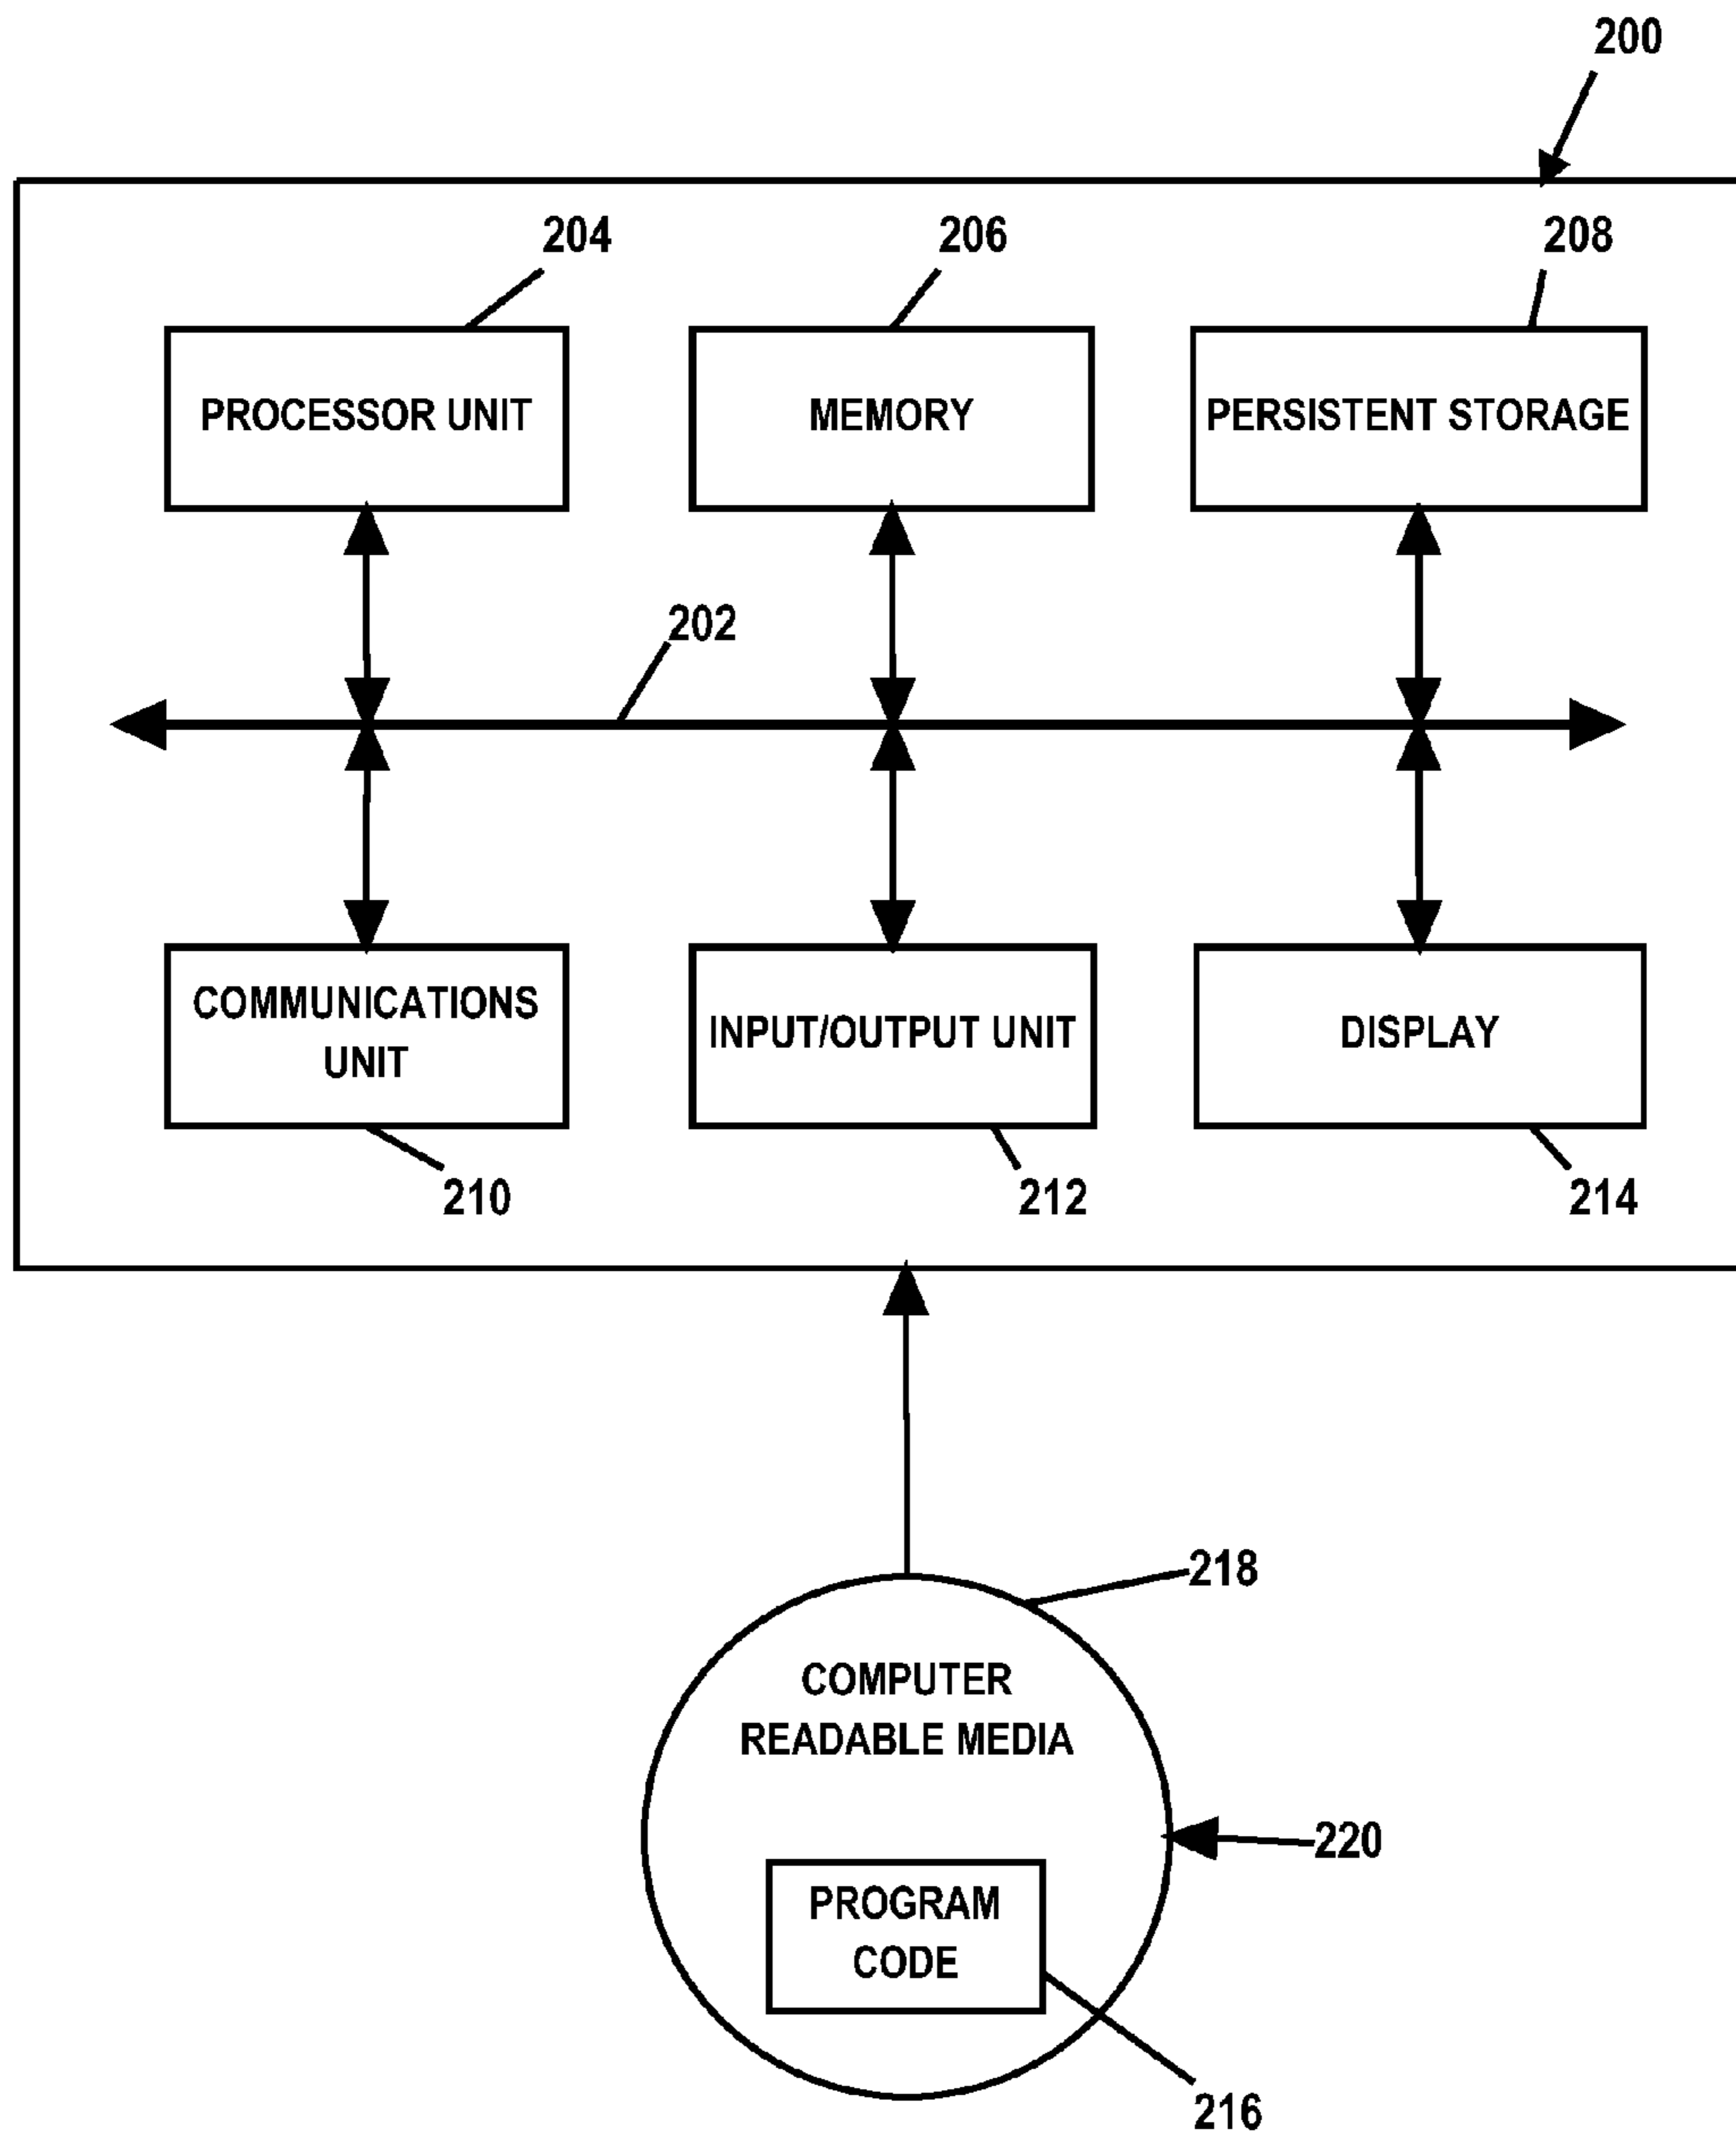 200
204
206
208
PROCESSOR UNIT
MEMORY
PERSISTENT STORAGE
202
COMMUNICATIONS
UNIT
INPUT/OUTPUT UNIT
DISPLAY
210
212
214
218
COMPUTER
READABLE MEDIA
220
PROGRAM
CODE
216